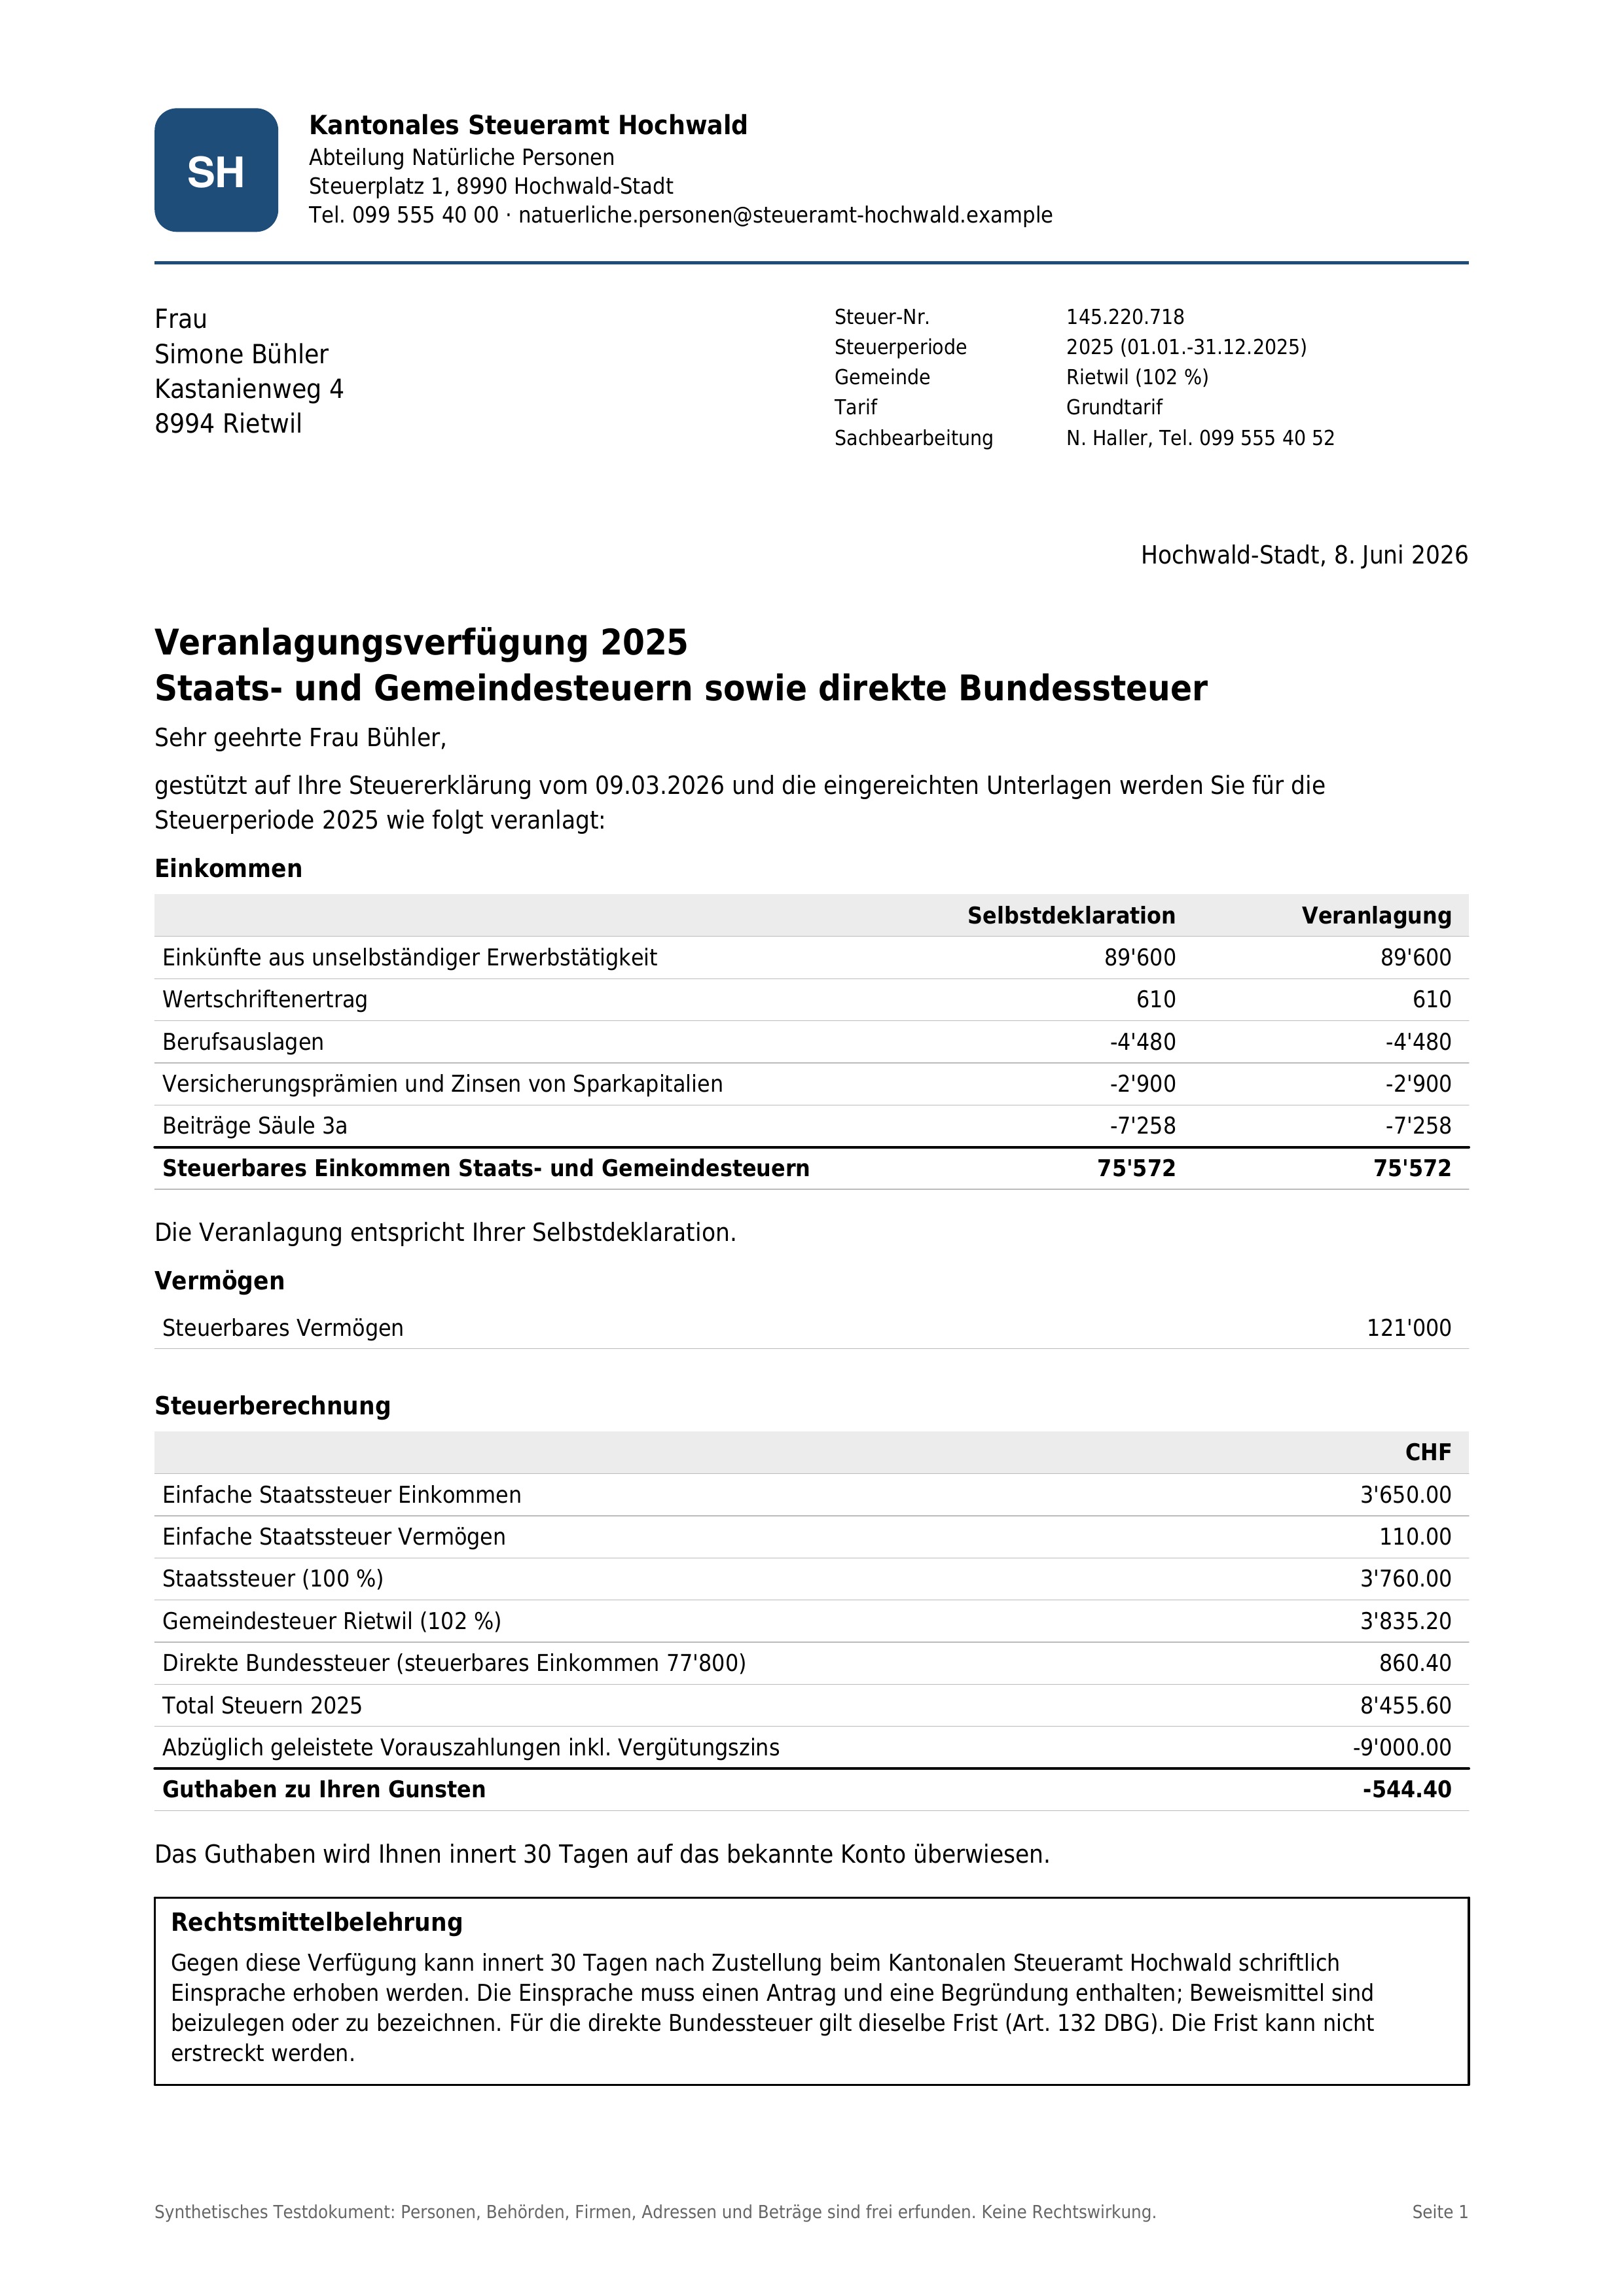 SH
Kantonales Steueramt Hochwald
Abteilung Natürliche Personen
Steuerplatz 1, 8990 Hochwald-Stadt
Tel. 099 555 40 00 · natuerliche.personen@steueramt-hochwald.example
Frau
Simone Bühler
Kastanienweg 4
8994 Rietwil
Steuer-Nr. 145.220.718
Steuerperiode 2025 (01.01.-31.12.2025)
Gemeinde Rietwil (102 %)
Tarif Grundtarif
Sachbearbeitung N. Haller, Tel. 099 555 40 52
Hochwald-Stadt, 8. Juni 2026
Veranlagungsverfügung 2025
Staats- und Gemeindesteuern sowie direkte Bundessteuer
Sehr geehrte Frau Bühler,
gestützt auf Ihre Steuererklärung vom 09.03.2026 und die eingereichten Unterlagen werden Sie für die
Steuerperiode 2025 wie folgt veranlagt:
Einkommen
Selbstdeklaration Veranlagung
Einkünfte aus unselbständiger Erwerbstätigkeit 89'600 89'600
Wertschriftenertrag 610 610
Berufsauslagen -4'480 -4'480
Versicherungsprämien und Zinsen von Sparkapitalien -2'900 -2'900
Beiträge Säule 3a -7'258 -7'258
Steuerbares Einkommen Staats- und Gemeindesteuern 75'572 75'572
Die Veranlagung entspricht Ihrer Selbstdeklaration.
Vermögen
Steuerbares Vermögen 121'000
Steuerberechnung
CHF
Einfache Staatssteuer Einkommen 3'650.00
Einfache Staatssteuer Vermögen 110.00
Staatssteuer (100 %) 3'760.00
Gemeindesteuer Rietwil (102 %) 3'835.20
Direkte Bundessteuer (steuerbares Einkommen 77'800) 860.40
Total Steuern 2025 8'455.60
Abzüglich geleistete Vorauszahlungen inkl. Vergütungszins -9'000.00
Guthaben zu Ihren Gunsten -544.40
Das Guthaben wird Ihnen innert 30 Tagen auf das bekannte Konto überwiesen.
Rechtsmittelbelehrung
Gegen diese Verfügung kann innert 30 Tagen nach Zustellung beim Kantonalen Steueramt Hochwald schriftlich
Einsprache erhoben werden. Die Einsprache muss einen Antrag und eine Begründung enthalten; Beweismittel sind
beizulegen oder zu bezeichnen. Für die direkte Bundessteuer gilt dieselbe Frist (Art. 132 DBG). Die Frist kann nicht
erstreckt werden.
Synthetisches Testdokument: Personen, Behörden, Firmen, Adressen und Beträge sind frei erfunden. Keine Rechtswirkung. Seite 1